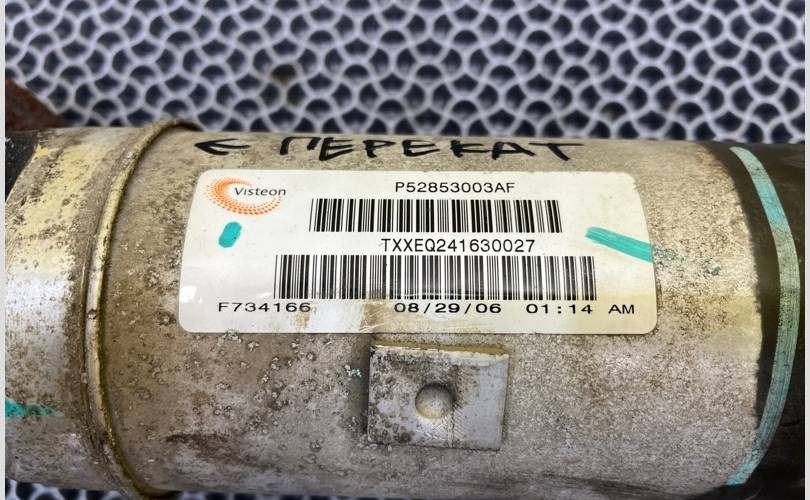 Є ПЕРЕКАТ
Visteon
P52853003AF
TXXEQ241630027
F734166 08/29/06 01:14 AM